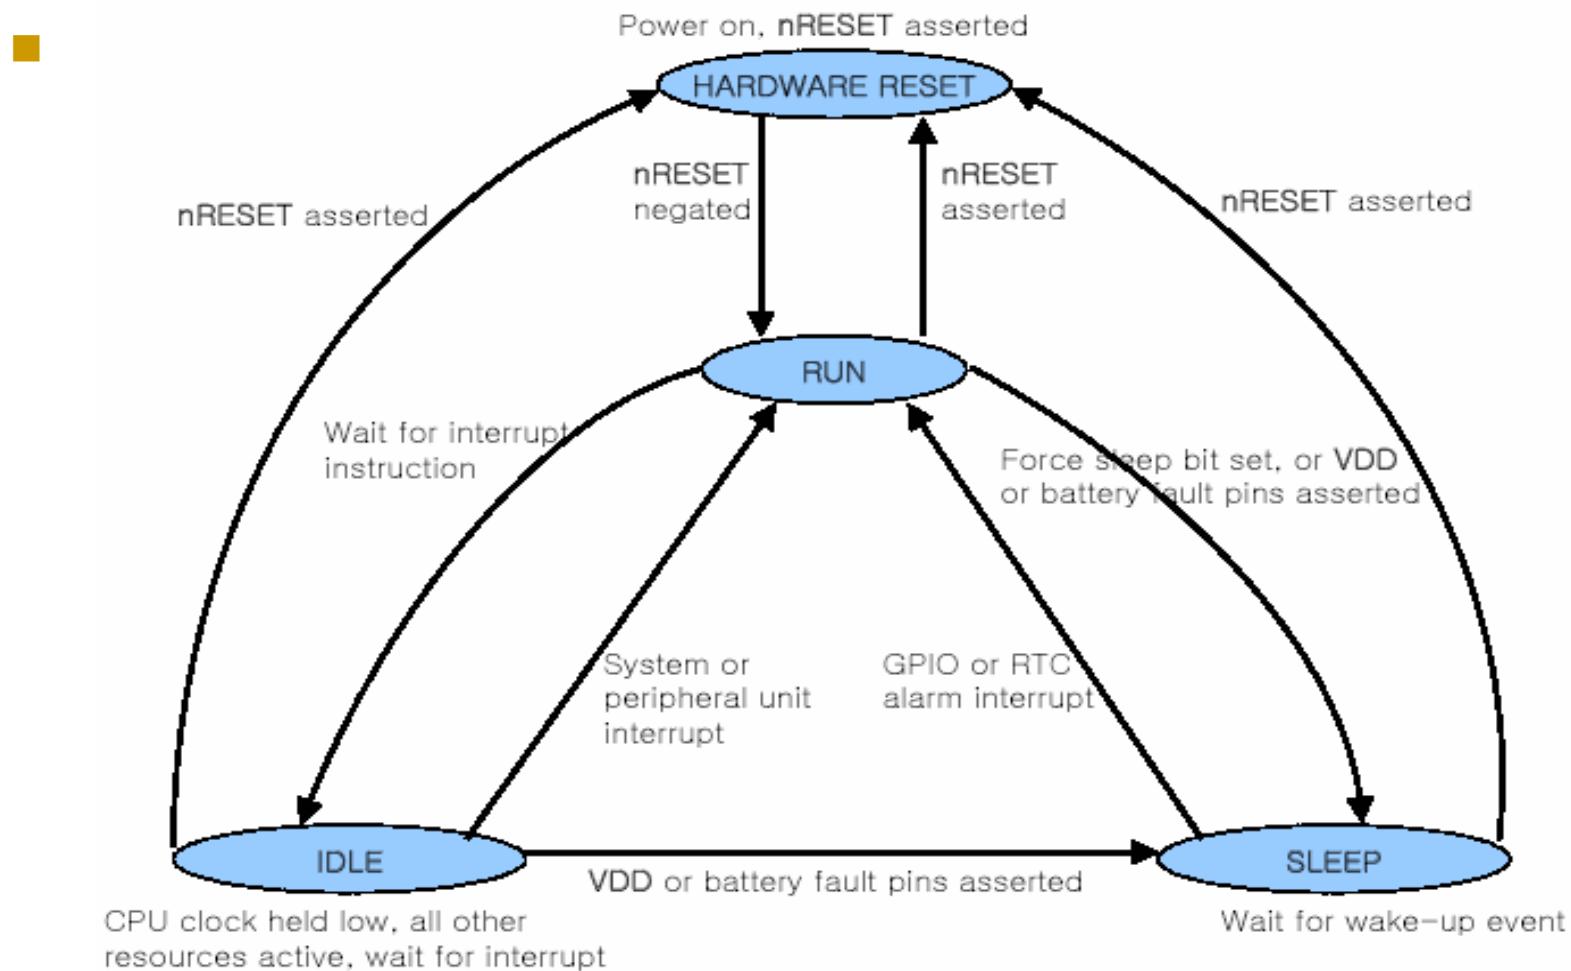 Power on, nRESET asserted
HARDWARE RESET
nRESET
negated
nRESET
asserted
nRESET asserted
nRESET asserted
RUN
Wait for interrupt
instruction
Force sleep bit set, or VDD
or battery fault pins asserted
System or
peripheral unit
interrupt
GPIO or RTC
alarm interrupt
IDLE
SLEEP
VDD or battery fault pins asserted
CPU clock held low, all other
resources active, wait for interrupt
Wait for wake-up event